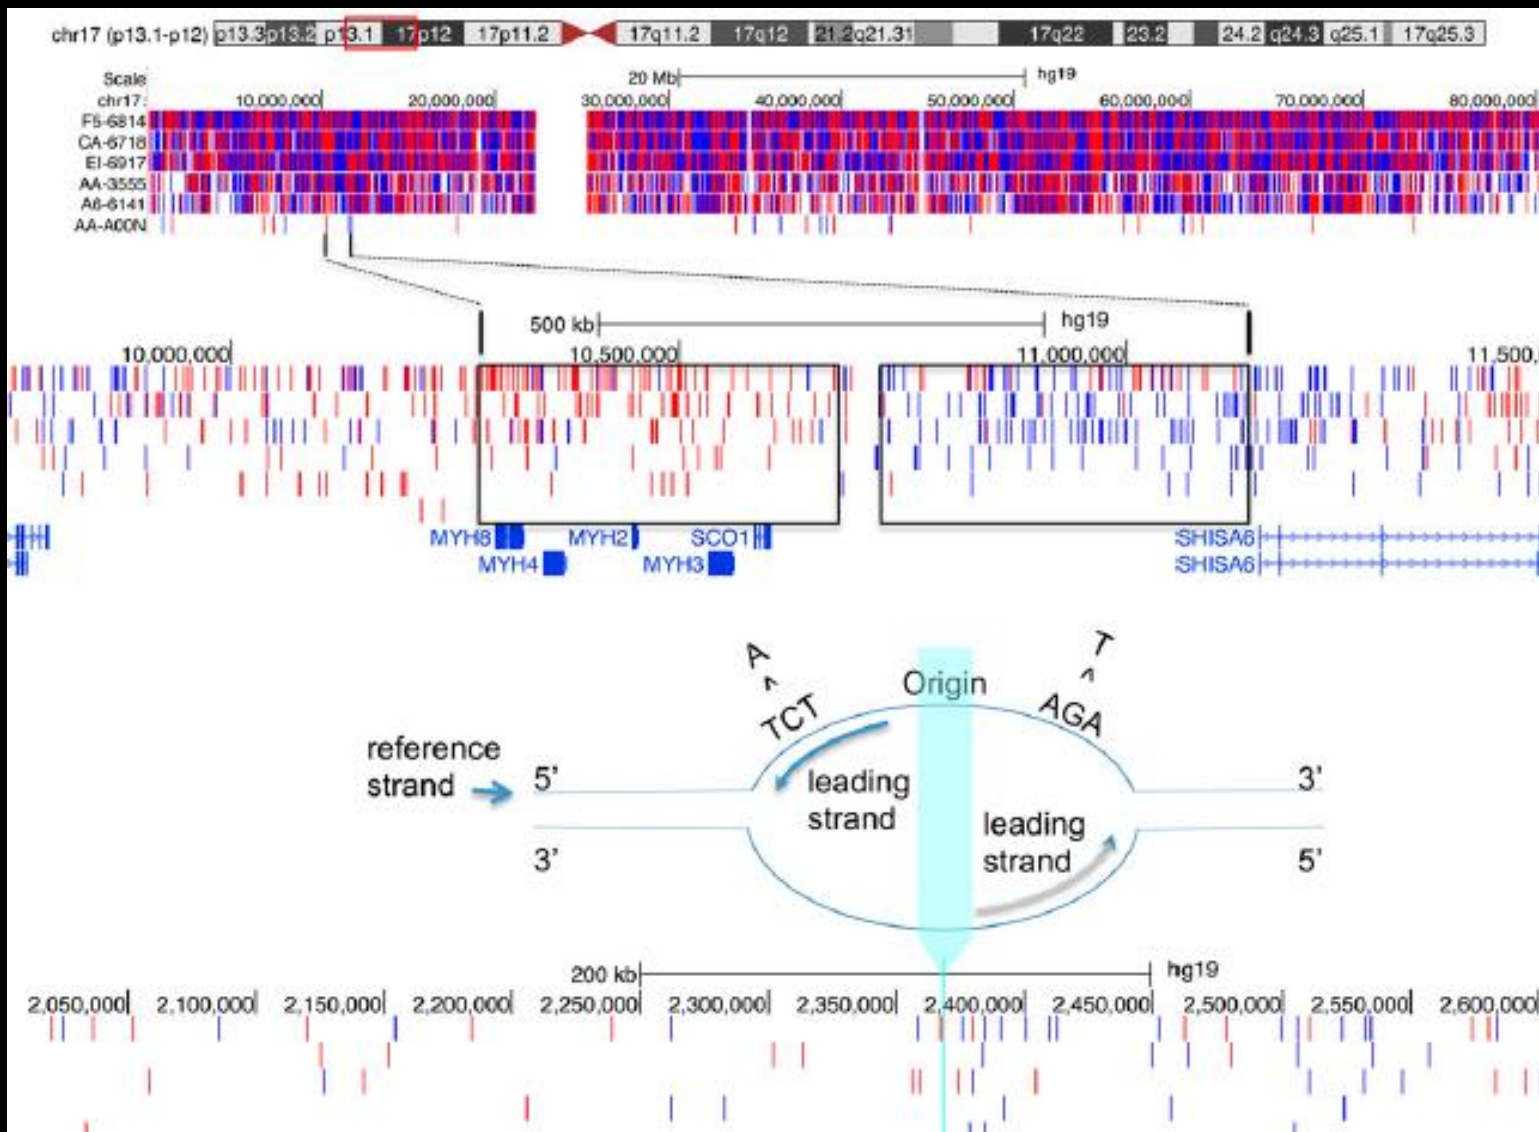 chr17 (p13.1-p12) p13.3 p13.2 p13.1 17p12 17p11.2 17q11.2 17q12 21.2 q21.31 17q22 23.2 24.2 q24.3 q25.1 17q25.3
Scale 20 Mb hg19
chr17: 10,000,000 20,000,000 30,000,000 40,000,000 50,000,000 60,000,000 70,000,000 80,000,000
F5-6814
CA-6718
EI-6917
AA-3555
A6-6141
AA-A00N
500 kb hg19
10,000,000 10,500,000 11,000,000 11,500,
MYH8 MYH2 SCO1 SHISA6
MYH4 MYH3 SHISA6
A T
^ ^
TCT Origin AGA
reference
strand 5' 3'
leading
strand
leading
strand
3' 5'
200 kb hg19
2,050,000 2,100,000 2,150,000 2,200,000 2,250,000 2,300,000 2,350,000 2,400,000 2,450,000 2,500,000 2,550,000 2,600,000